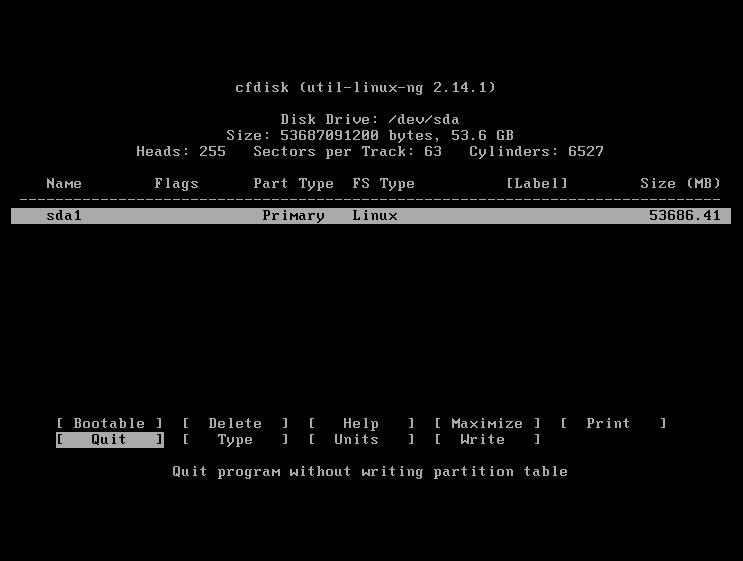 cfdisk (util-linux-ng 2.14.1)
Disk Drive: /dev/sda
Size: 53687091200 bytes, 53.6 GB
Heads: 255   Sectors per Track: 63   Cylinders: 6527
Name        Flags      Part Type  FS Type          [Label]        Size (MB)
------------------------------------------------------------------------------
sda1                    Primary   Linux                            53686.41
[ Bootable ]  [  Delete  ]  [   Help   ]  [ Maximize ]  [  Print   ]
[   Quit   ]  [   Type   ]  [  Units   ]  [  Write   ]
Quit program without writing partition table